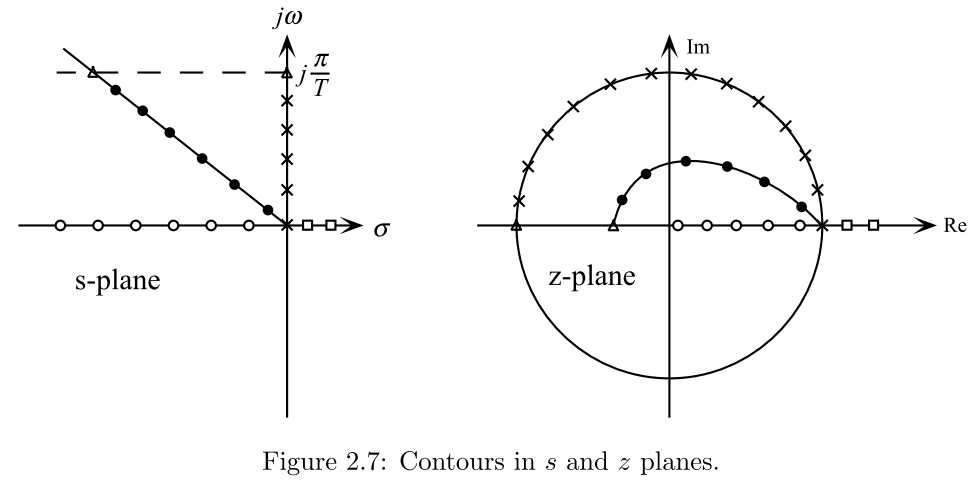 jω
j π/T
σ
s-plane
Im
Re
z-plane
Figure 2.7: Contours in s and z planes.